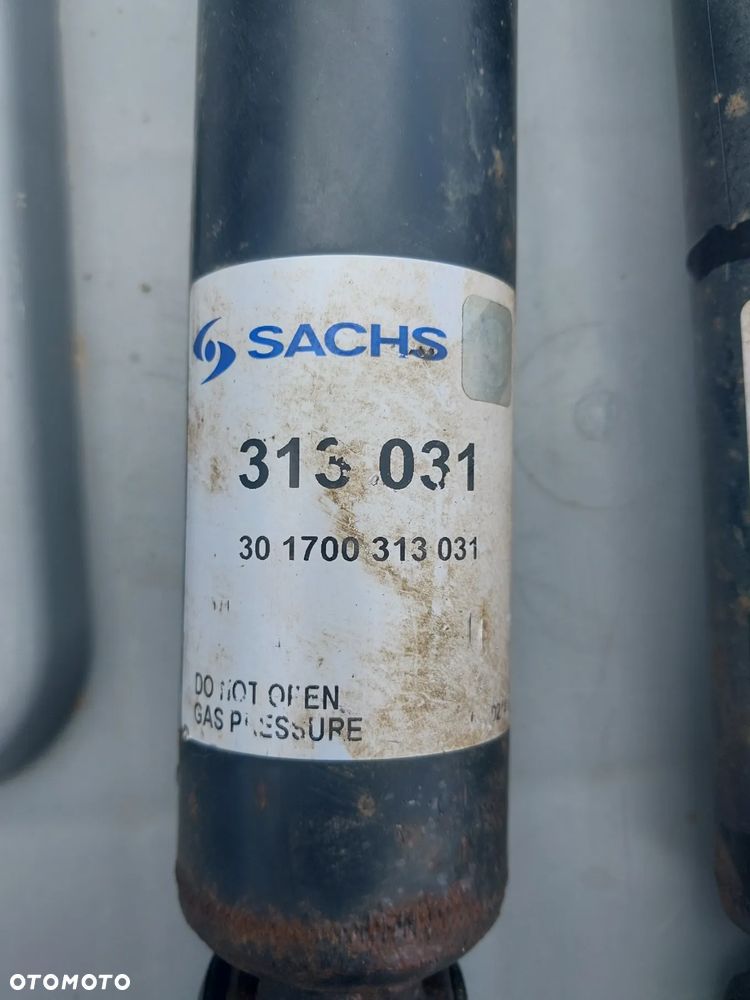 SACHS
313 031
30 1700 313 031
DO NOT OPEN
GAS PRESSURE
OTOMOTO